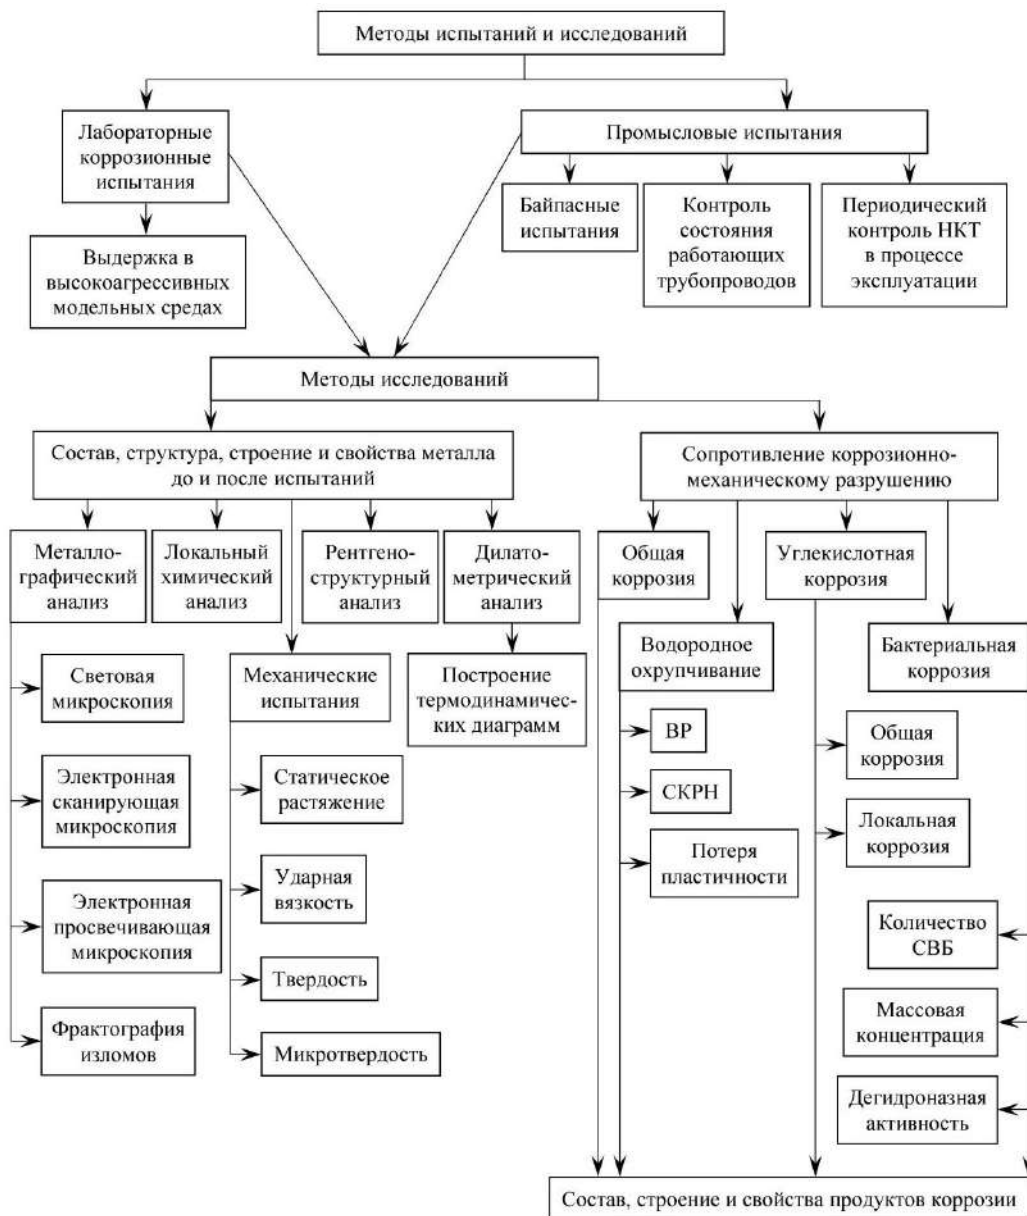 Методы испытаний и исследований
Лабораторные
коррозионные
испытания
Промысловые испытания
Выдержка в
высокоагрессивных
модельных средах
Байпасные
испытания
Контроль
состояния
работающих
трубопроводов
Периодический
контроль НКТ
в процессе
эксплуатации
Методы исследований
Состав, структура, строение и свойства металла
до и после испытаний
Сопротивление коррозионно-
механическому разрушению
Металло-
графический
анализ
Локальный
химический
анализ
Рентгено-
структурный
анализ
Дилато-
метрический
анализ
Общая
коррозия
Углекислотная
коррозия
Световая
микроскопия
Электронная
сканирующая
микроскопия
Электронная
просвечивающая
микроскопия
Фрактография
изломов
Механические
испытания
Статическое
растяжение
Ударная
вязкость
Твердость
Микротвердость
Построение
термодинамичес-
ких диаграмм
Водородное
охрупчивание
ВР
СКРН
Потеря
пластичности
Общая
коррозия
Локальная
коррозия
Бактериальная
коррозия
Количество
СВБ
Массовая
концентрация
Дегидроназная
активность
Состав, строение и свойства продуктов коррозии